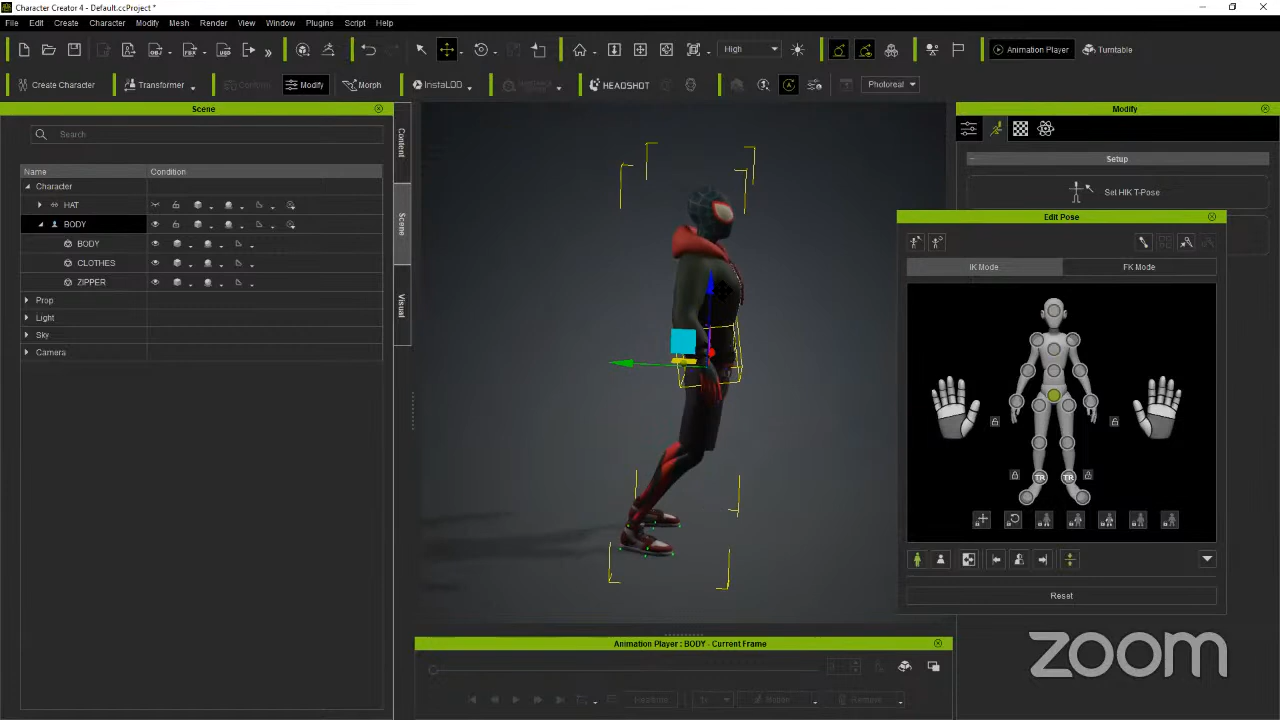 Character Creator 4 - Default.ccProject *
File Edit Create Character Modify Mesh Render View Window Plugins Script Help
High
Animation Player
Turntable
Create Character
Transformer
Modify
Morph
InstaLOD
HEADSHOT
Photoreal
Scene
Search
Name Condition
Character
HAT
BODY
BODY
CLOTHES
ZIPPER
Prop
Light
Sky
Camera
Content
Scene
Visual
Modify
Setup
Set HIK T-Pose
Edit Pose
IK Mode FK Mode
TR TR
Reset
Animation Player : BODY - Current Frame
zoom